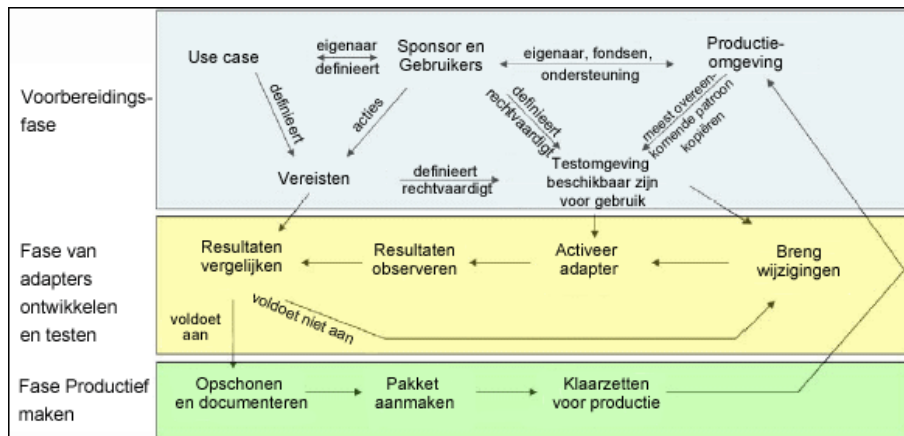 Voorbereidings-
fase
Use case
eigenaar
definieert
Sponsor en
Gebruikers
eigenaar, fondsen,
ondersteuning
Productie-
omgeving
definieert
acties
definieert
rechtvaardigt
meest overeen-
komende patroon
kopiëren
Vereisten
definieert
rechtvaardigt
Testomgeving
beschikbaar zijn
voor gebruik
Fase van
adapters
ontwikkelen
en testen
Resultaten
vergelijken
Resultaten
observeren
Activeer
adapter
Breng
wijzigingen
voldoet
aan
voldoet niet aan
Fase Productief
maken
Opschonen
en documenteren
Pakket
aanmaken
Klaarzetten
voor productie